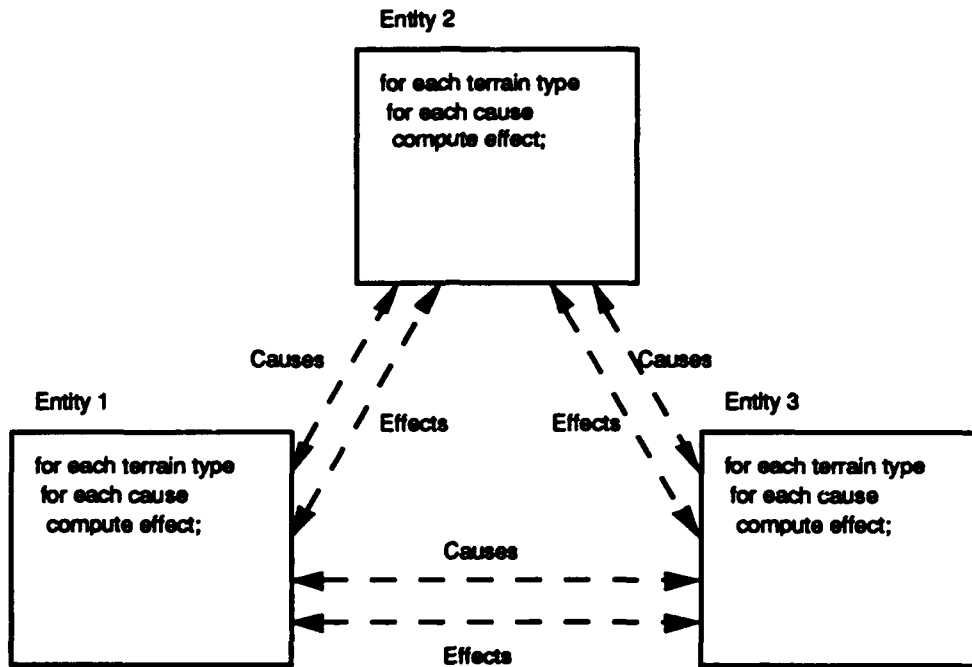 Entity 2
for each terrain type
for each cause
compute effect;
Causes
Causes
Entity 1
Entity 3
Effects
Effects
for each terrain type
for each cause
compute effect;
for each terrain type
for each cause
compute effect;
Causes
Effects